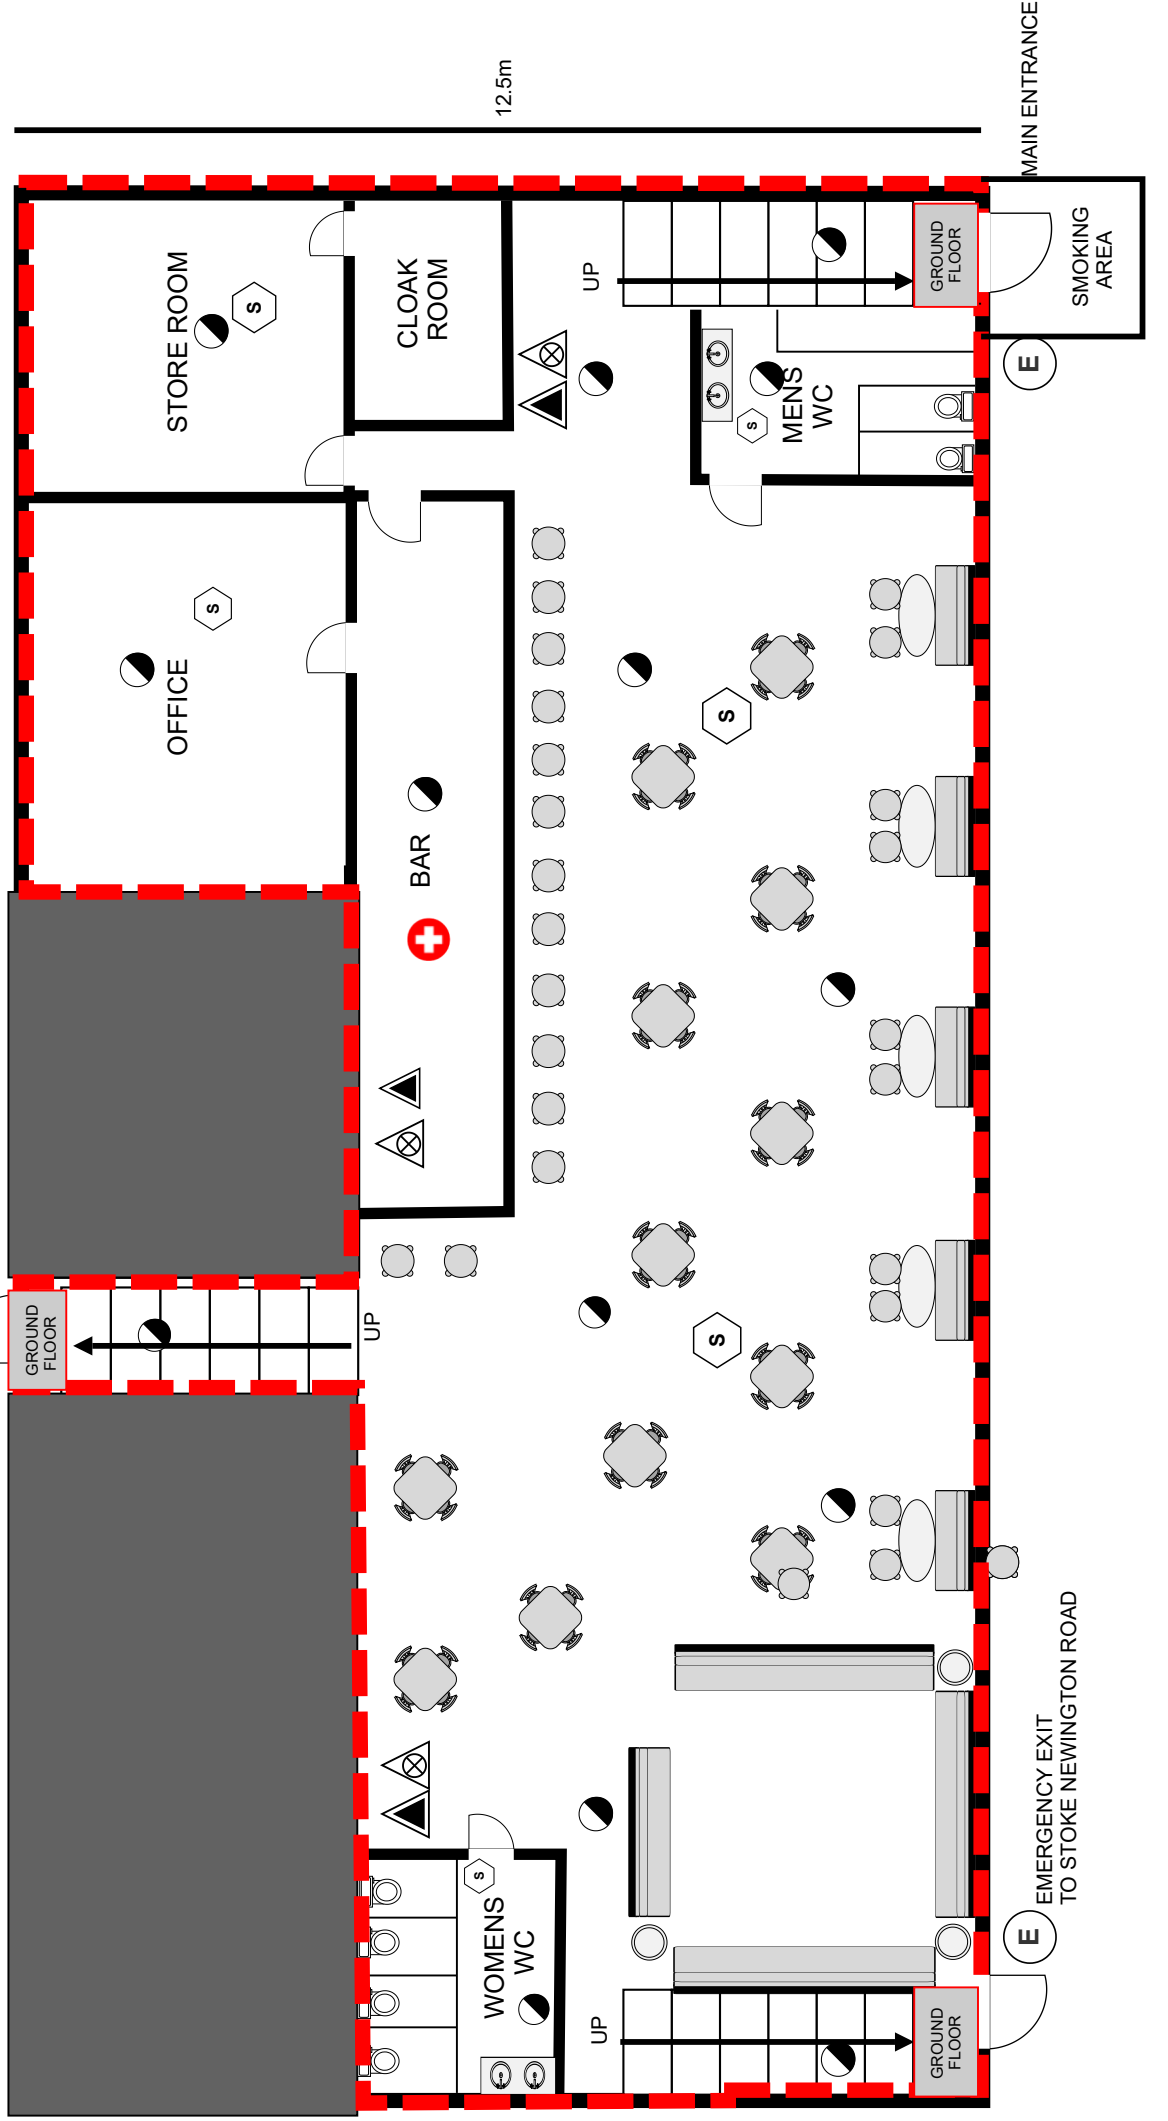 12.5m
MAIN ENTRANCE
STORE ROOM
S
CLOAK
ROOM
UP
GROUND
FLOOR
SMOKING
AREA
E
MENS
WC
S
OFFICE
S
BAR
S
GROUND
FLOOR
UP
S
EMERGENCY EXIT
TO STOKE NEWINGTON ROAD
E
WOMENS
WC
S
UP
GROUND
FLOOR